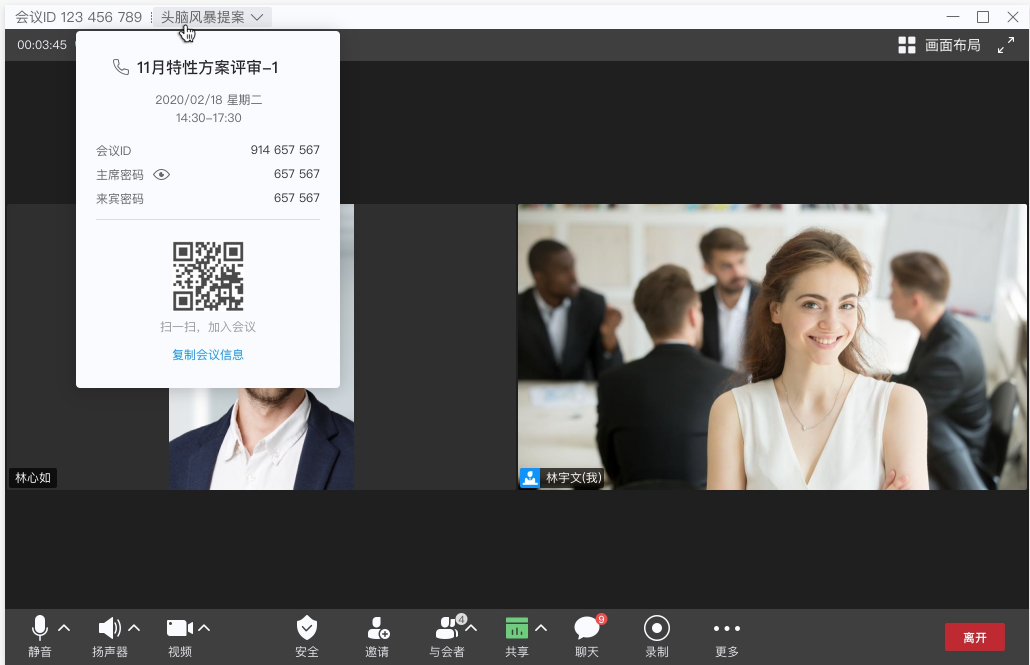 会议ID 123 456 789
头脑风暴提案
00:03:45
画面布局
11月特性方案评审-1
2020/02/18 星期二
14:30-17:30
会议ID 914 657 567
主席密码 657 567
来宾密码 657 567
扫一扫，加入会议
复制会议信息
林心如
林宇文(我)
静音
扬声器
视频
安全
邀请
4
与会者
共享
9
聊天
录制
更多
离开